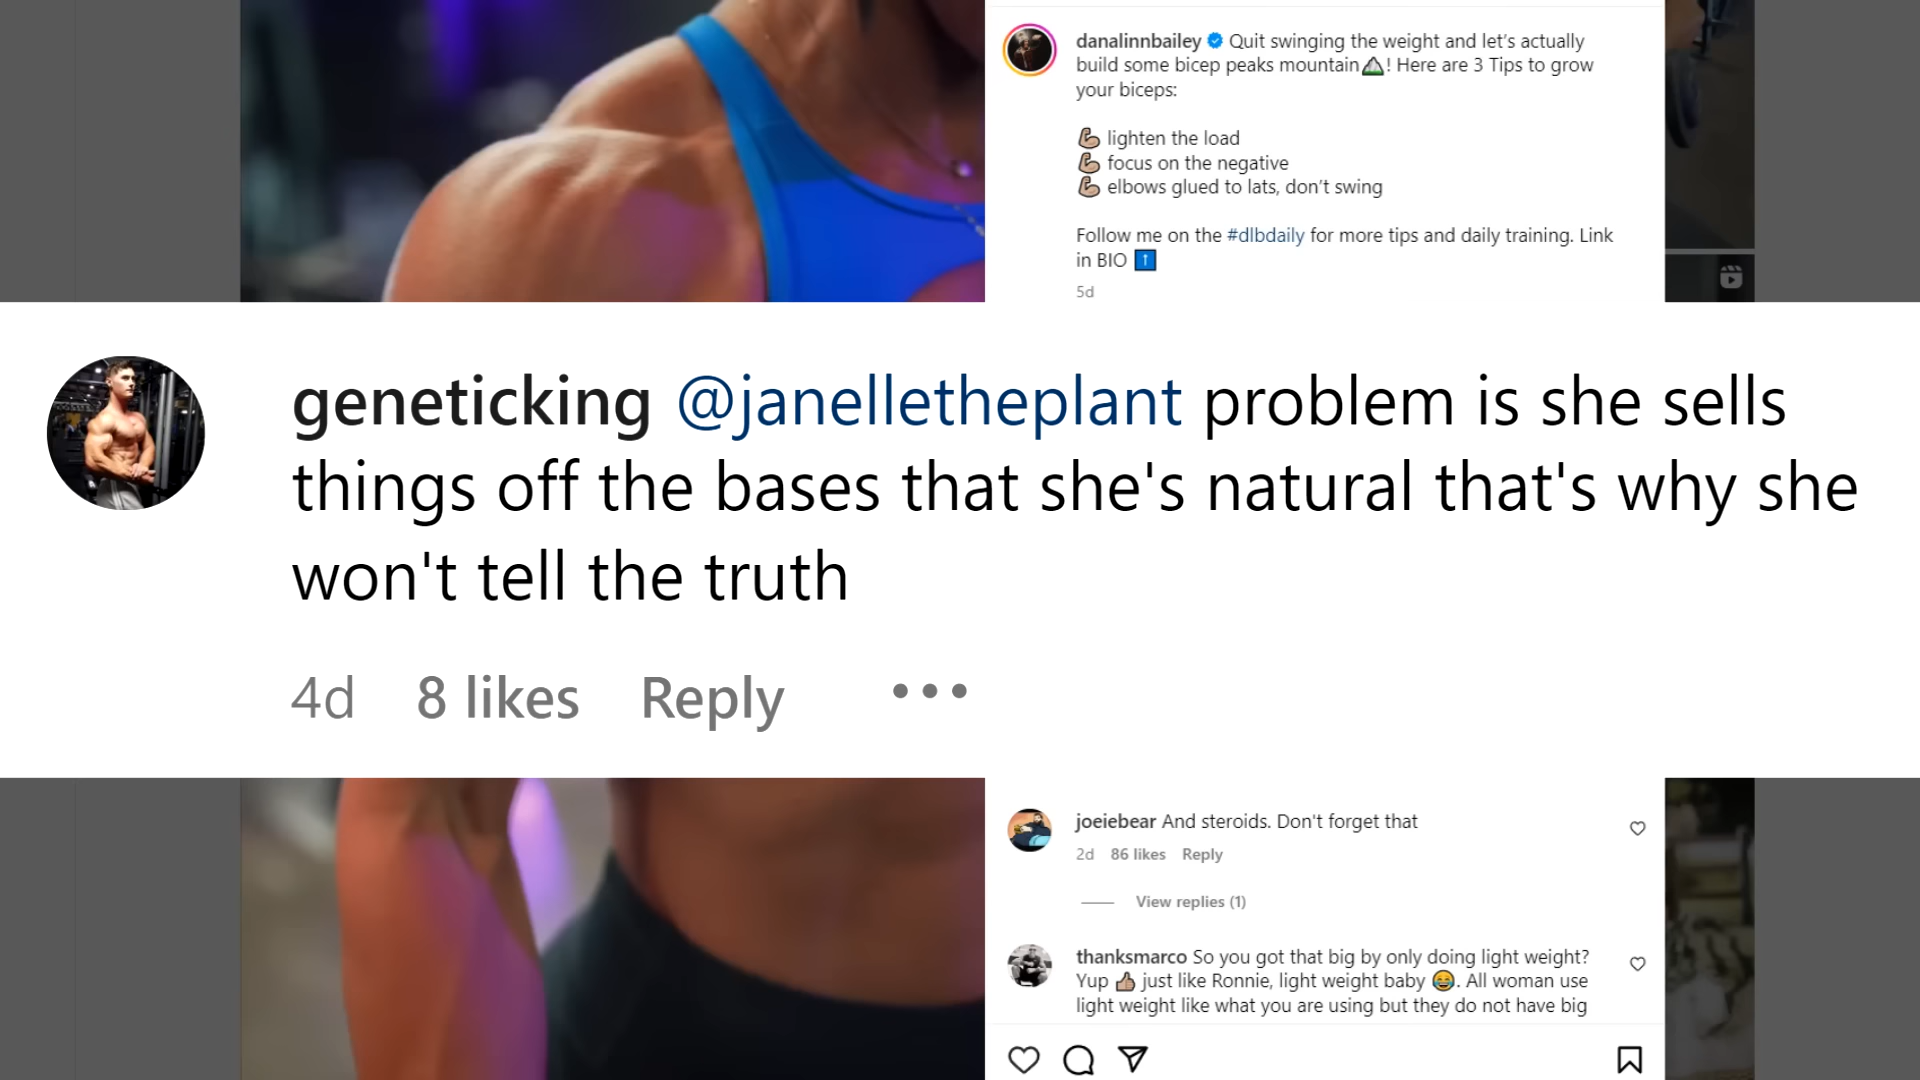 danalinnbailey Quit swinging the weight and let's actually
build some bicep peaks mountain⛰️! Here are 3 Tips to grow
your biceps:
💪🏼 lighten the load
💪🏼 focus on the negative
💪🏼 elbows glued to lats, don't swing
Follow me on the #dlbdaily for more tips and daily training. Link
in BIO ⬆️
5d
geneticking @janelletheplant problem is she sells
things off the bases that she's natural that's why she
won't tell the truth
4d 8 likes Reply •••
joeiebear And steroids. Don't forget that
2d 86 likes Reply
View replies (1)
thanksmarco So you got that big by only doing light weight?
Yup 👍🏼 just like Ronnie, light weight baby 😂. All woman use
light weight like what you are using but they do not have big